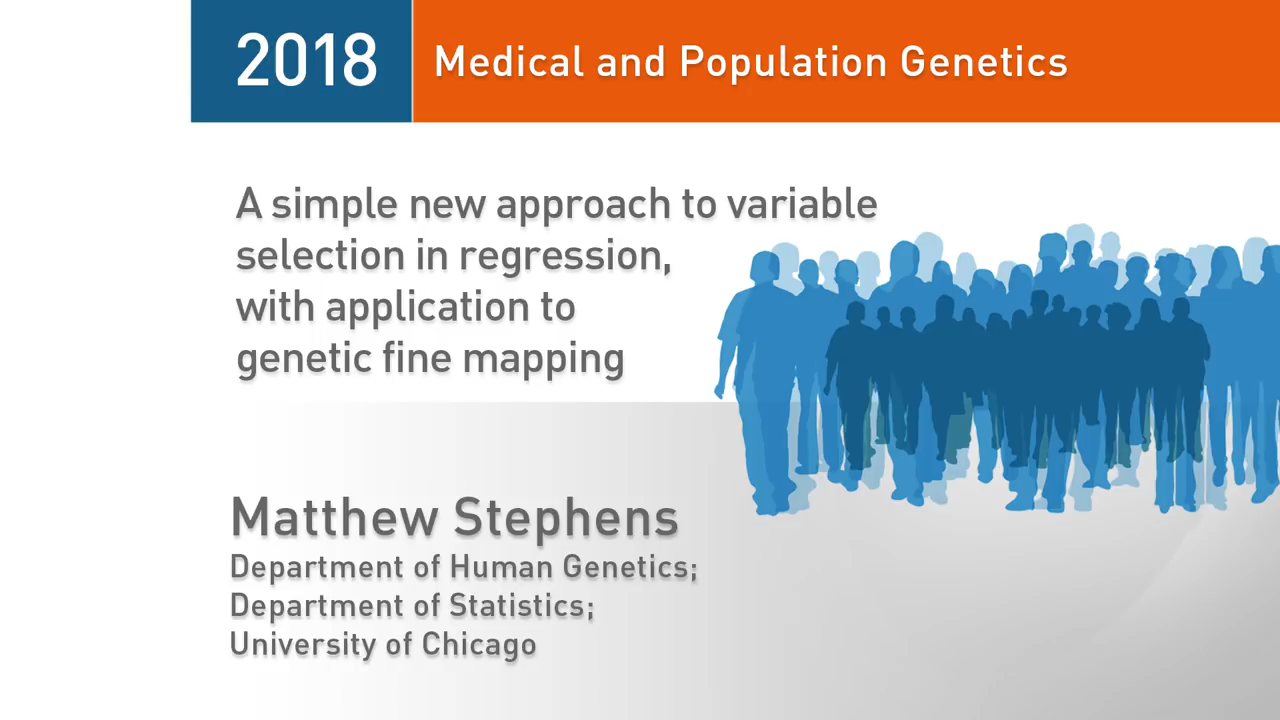 2018
Medical and Population Genetics
A simple new approach to variable
selection in regression,
with application to
genetic fine mapping
Matthew Stephens
Department of Human Genetics;
Department of Statistics;
University of Chicago